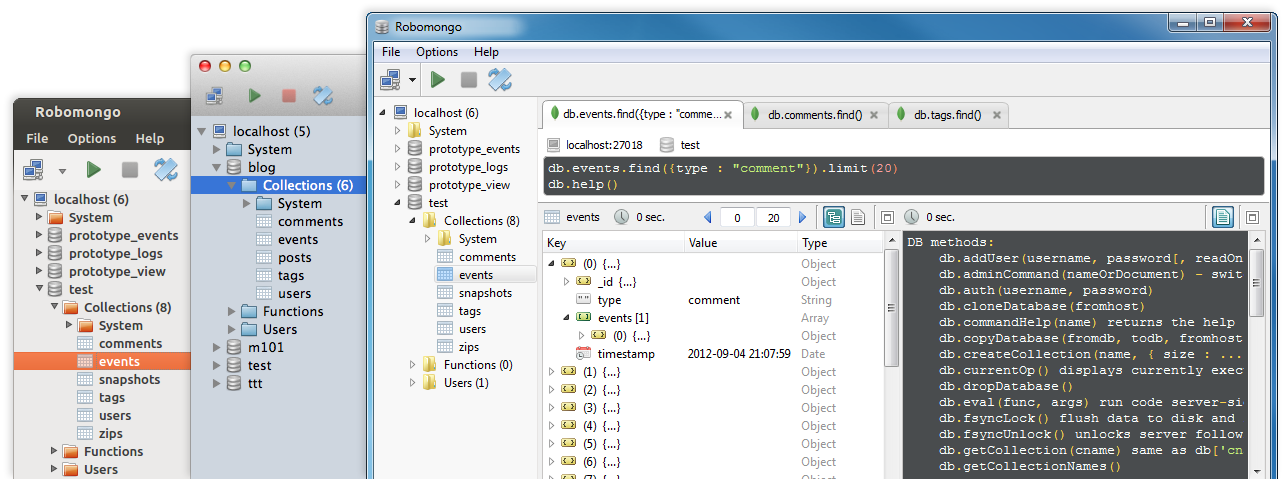 Robomongo
File Options Help
localhost (6)
System
prototype_events
prototype_logs
prototype_view
test
Collections (8)
System
comments
events
snapshots
tags
users
zips
Functions
Users
localhost (5)
System
blog
Collections (6)
System
comments
events
posts
tags
users
Functions
Users
m101
test
ttt
Robomongo
File Options Help
localhost (6)
System
prototype_events
prototype_logs
prototype_view
test
Collections (8)
System
comments
events
snapshots
tags
users
zips
Functions (0)
Users (1)
db.events.find({type : "comme...
db.comments.find()
db.tags.find()
localhost:27018 test
db.events.find({type : "comment"}).limit(20)
db.help()
events 0 sec. 0 20
Key Value Type
(0) {...} Object
_id {...} Object
type comment String
events [1] Array
(0) {...} Object
timestamp 2012-09-04 21:07:59 Date
(1) {...} Object
(2) {...} Object
(3) {...} Object
(4) {...} Object
(5) {...} Object
(6) {...} Object
(7) {...} Object
0 sec.
DB methods:
db.addUser(username, password[, readOn
db.adminCommand(nameOrDocument) - swit
db.auth(username, password)
db.cloneDatabase(fromhost)
db.commandHelp(name) returns the help
db.copyDatabase(fromdb, todb, fromhost
db.createCollection(name, { size : ...
db.currentOp() displays currently exec
db.dropDatabase()
db.eval(func, args) run code server-si
db.fsyncLock() flush data to disk and
db.fsyncUnlock() unlocks server follow
db.getCollection(cname) same as db['cn
db.getCollectionNames()